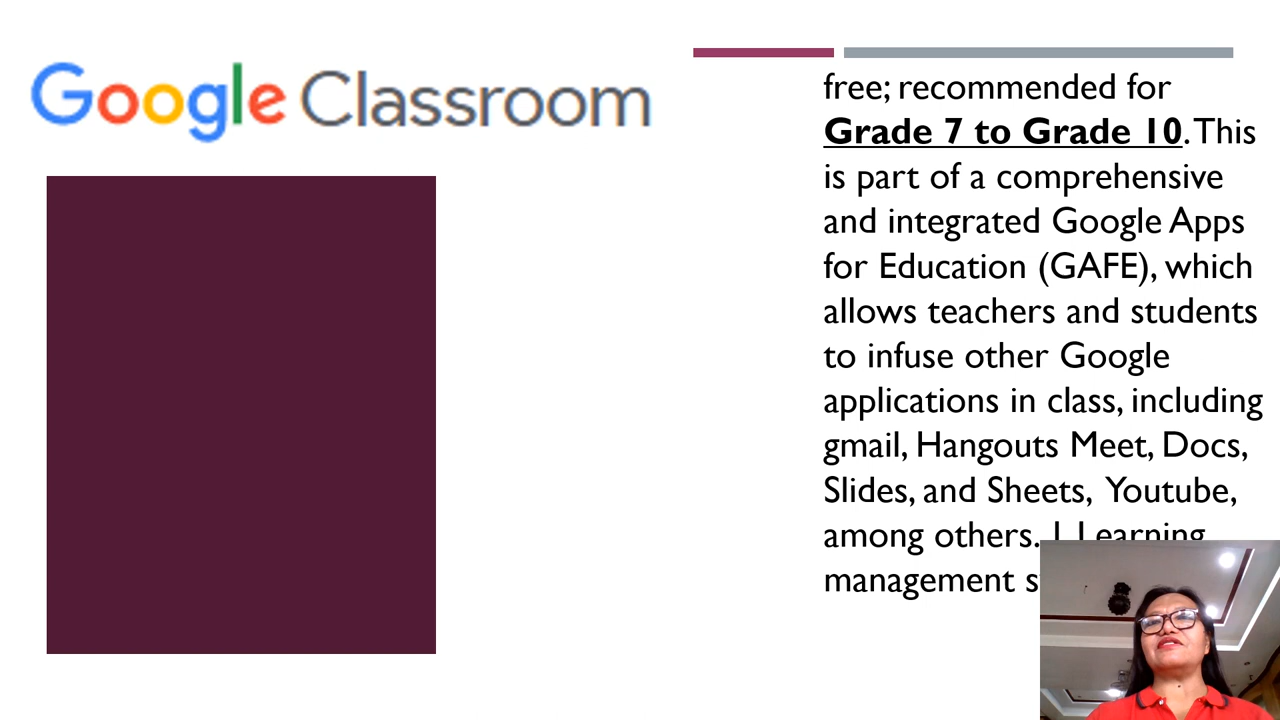 Google Classroom
free; recommended for
Grade 7 to Grade 10. This
is part of a comprehensive
and integrated Google Apps
for Education (GAFE), which
allows teachers and students
to infuse other Google
applications in class, including
gmail, Hangouts Meet, Docs,
Slides, and Sheets, Youtube,
among others. | Learning
management